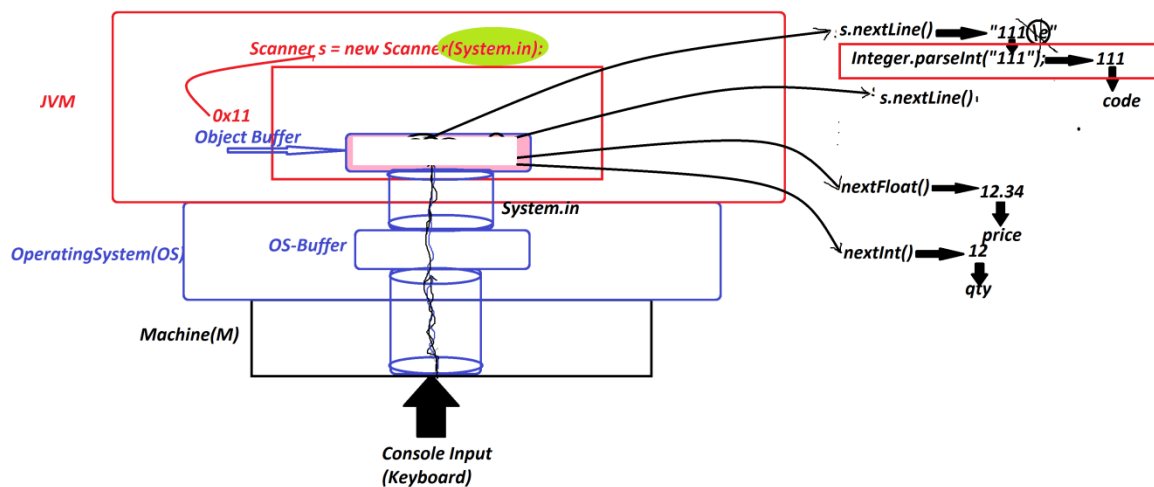 Scanner s = new Scanner(System.in);
JVM
0x11
Object Buffer
System.in
OS-Buffer
OperatingSystem(OS)
Machine(M)
Console Input
(Keyboard)
s.nextLine() "111 \e"
Integer.parseInt("111"); 111
code
s.nextLine()
nextFloat() 12.34
price
nextInt() 12
qty